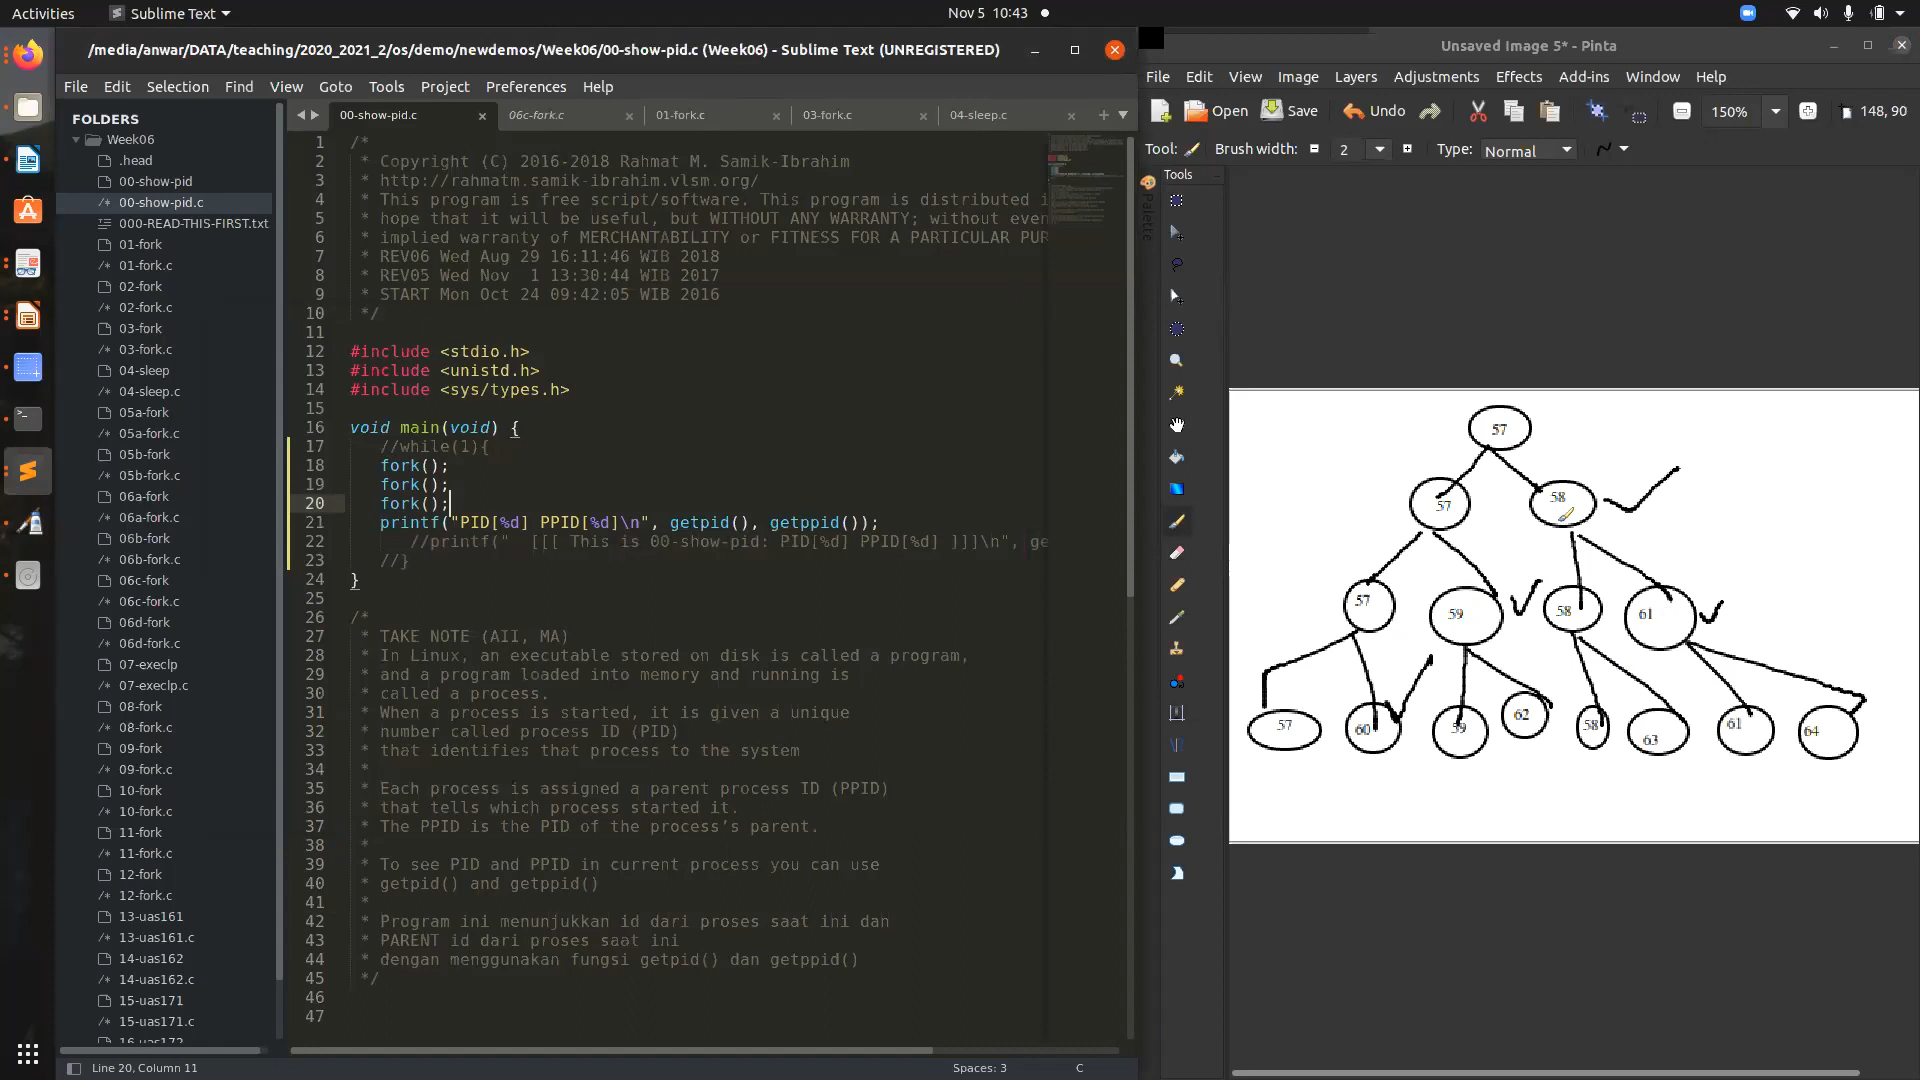 Activities
Sublime Text
Nov 5 10:43
/media/anwar/DATA/teaching/2020_2021_2/os/demo/newdemos/Week06/00-show-pid.c (Week06) - Sublime Text (UNREGISTERED)
File Edit Selection Find View Goto Tools Project Preferences Help
FOLDERS
Week06
.head
00-show-pid
00-show-pid.c
000-READ-THIS-FIRST.txt
01-fork
01-fork.c
02-fork
02-fork.c
03-fork
03-fork.c
04-sleep
04-sleep.c
05a-fork
05a-fork.c
05b-fork
05b-fork.c
06a-fork
06a-fork.c
06b-fork
06b-fork.c
06c-fork
06c-fork.c
06d-fork
06d-fork.c
07-execlp
07-execlp.c
08-fork
08-fork.c
09-fork
09-fork.c
10-fork
10-fork.c
11-fork
11-fork.c
12-fork
12-fork.c
13-uas161
13-uas161.c
14-uas162
14-uas162.c
15-uas171
15-uas171.c
16-uas172
00-show-pid.c 06c-fork.c 01-fork.c 03-fork.c 04-sleep.c
1 /*
2 * Copyright (C) 2016-2018 Rahmat M. Samik-Ibrahim
3 * http://rahmatm.samik-ibrahim.vlsm.org/
4 * This program is free script/software. This program is distributed i
5 * hope that it will be useful, but WITHOUT ANY WARRANTY; without even
6 * implied warranty of MERCHANTABILITY or FITNESS FOR A PARTICULAR PUR
7 * REV06 Wed Aug 29 16:11:46 WIB 2018
8 * REV05 Wed Nov  1 13:30:44 WIB 2017
9 * START Mon Oct 24 09:42:05 WIB 2016
10 */
11
12 #include <stdio.h>
13 #include <unistd.h>
14 #include <sys/types.h>
15
16 void main(void) {
17 //while(1){
18 fork();
19 fork();
20 fork();
21 printf("PID[%d] PPID[%d]\n", getpid(), getppid());
22 //printf("  [[[ This is 00-show-pid: PID[%d] PPID[%d] ]]]\n", ge
23 //}
24 }
25
26 /*
27 * TAKE NOTE (AII, MA)
28 * In Linux, an executable stored on disk is called a program,
29 * and a program loaded into memory and running is
30 * called a process.
31 * When a process is started, it is given a unique
32 * number called process ID (PID)
33 * that identifies that process to the system
34 *
35 * Each process is assigned a parent process ID (PPID)
36 * that tells which process started it.
37 * The PPID is the PID of the process’s parent.
38 *
39 * To see PID and PPID in current process you can use
40 * getpid() and getppid()
41 *
42 * Program ini menunjukkan id dari proses saat ini dan
43 * PARENT id dari proses saat ini
44 * dengan menggunakan fungsi getpid() dan getppid()
45 */
46
47
Line 20, Column 11
Spaces: 3
C
Unsaved Image 5* - Pinta
File Edit View Image Layers Adjustments Effects Add-ins Window Help
Open Save Undo 150% 148, 90
Tool: Brush width: 2 Type: Normal
Palette
Tools
57
57 58
57 59 58 61
57 60 59 62 58 63 61 64